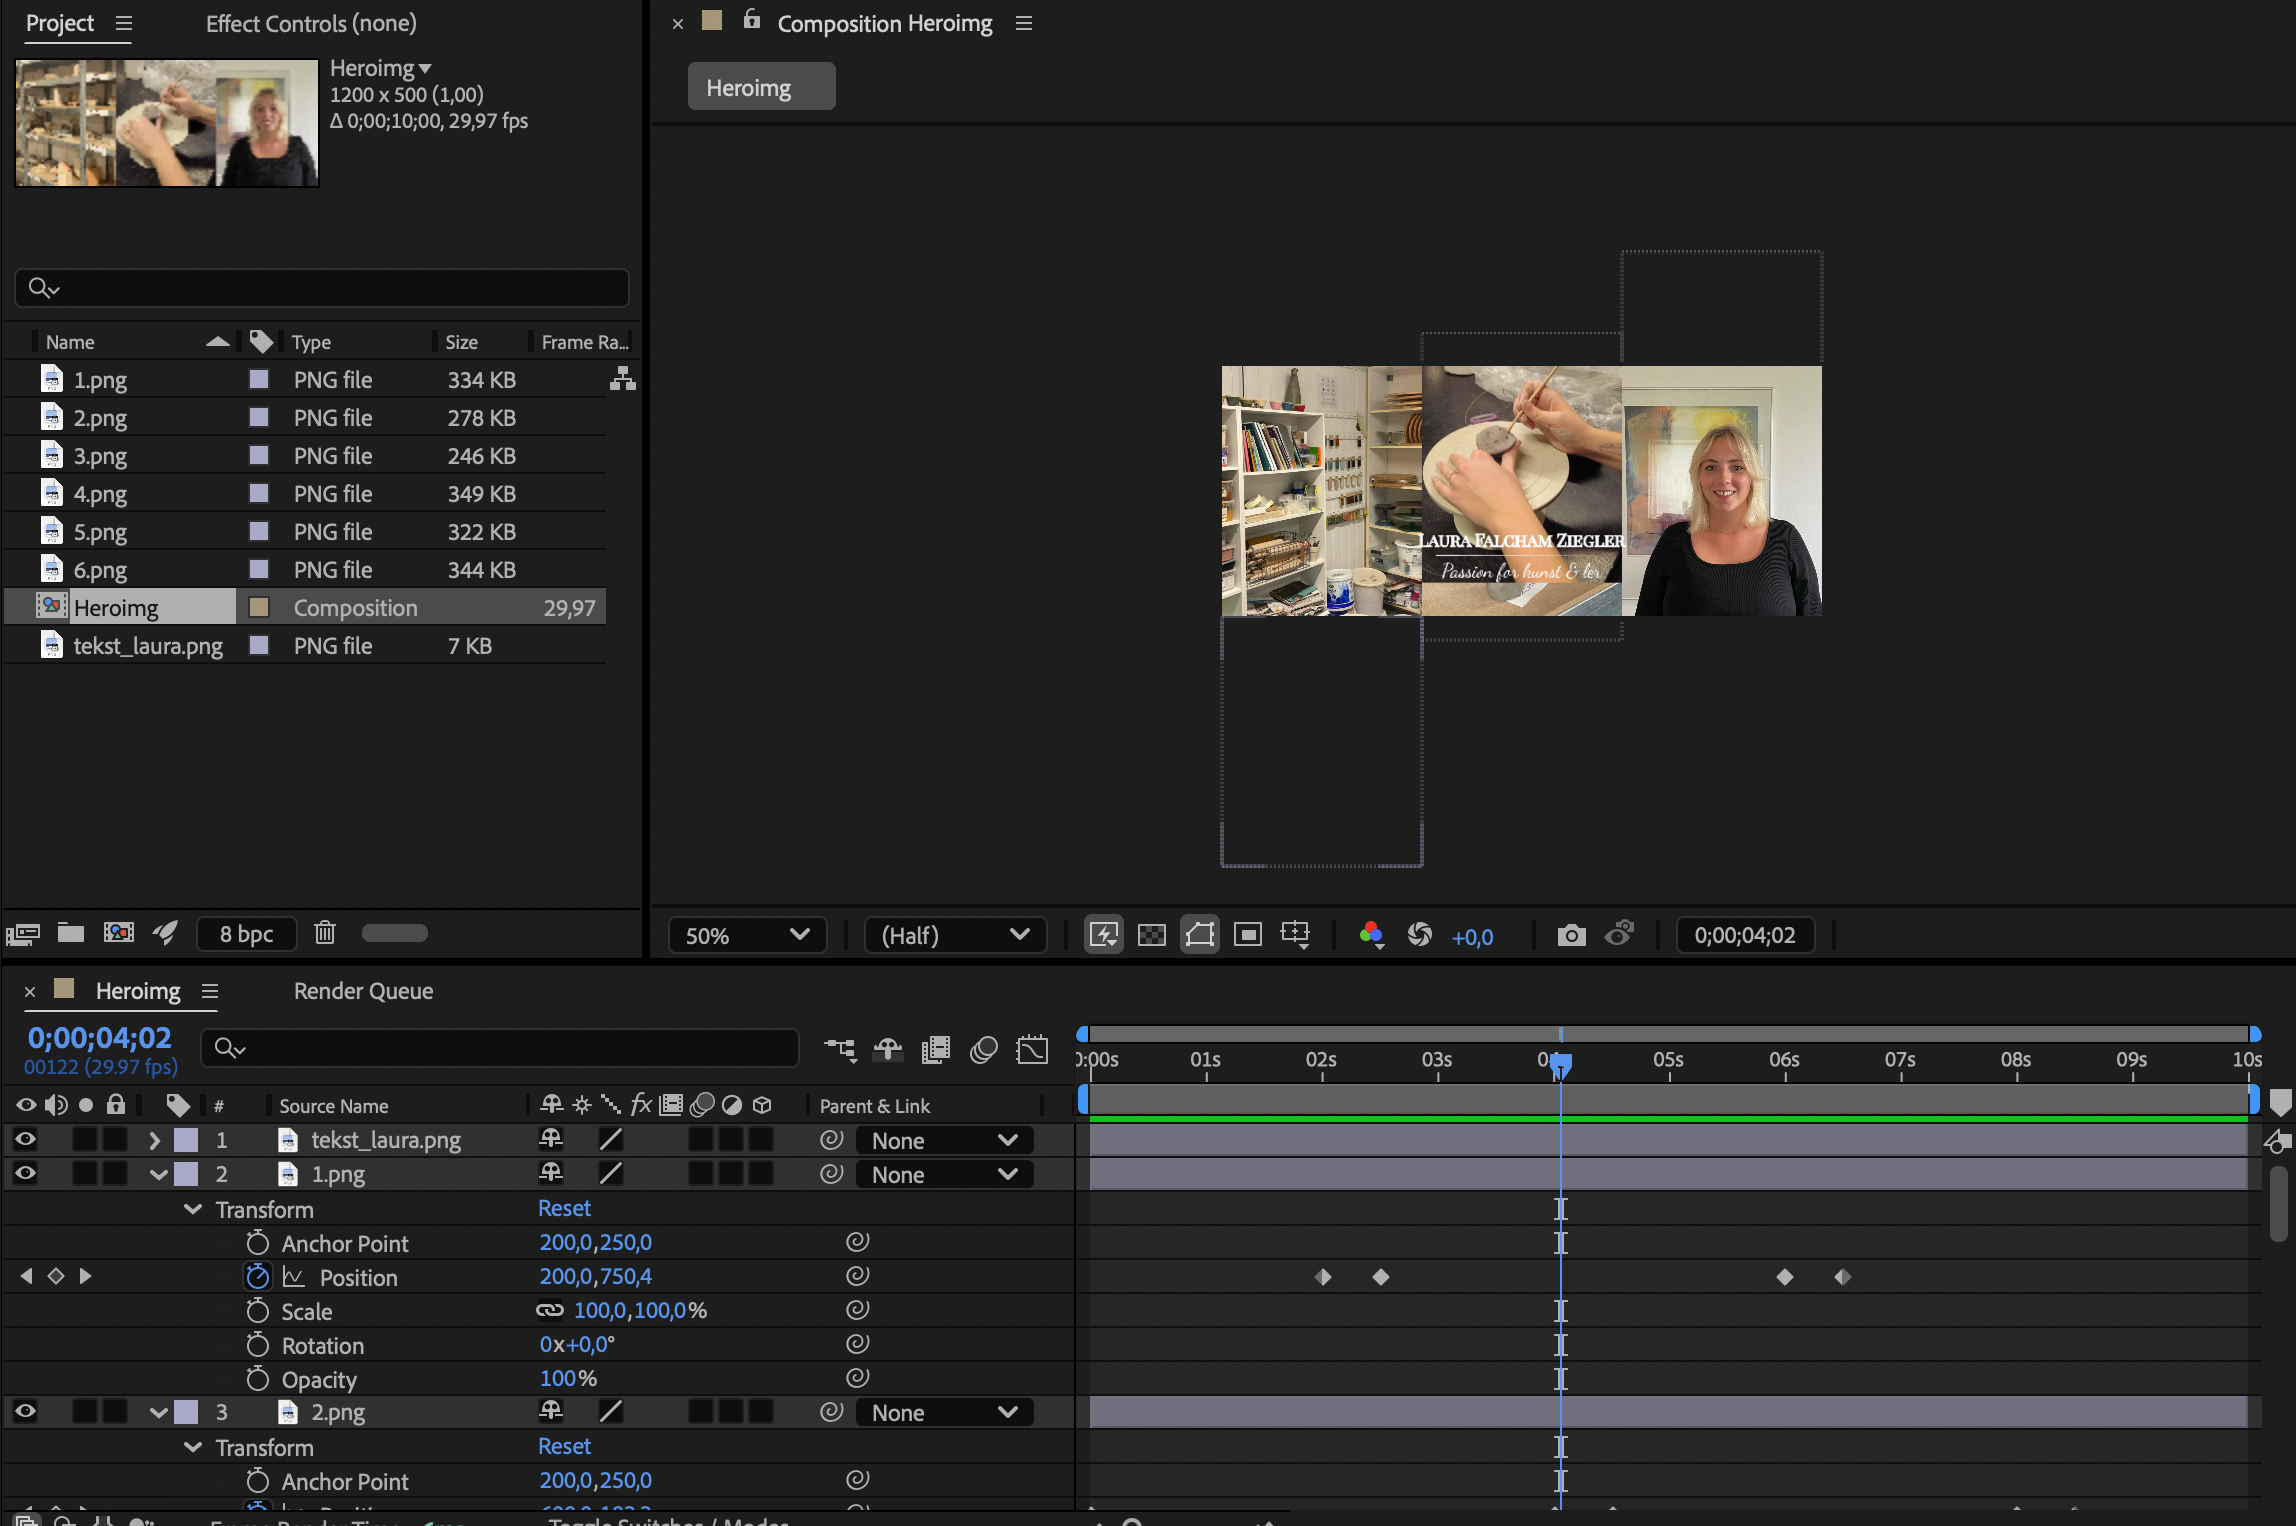 Project
Effect Controls (none)
Composition Heroimg
Heroimg
1200 x 500 (1,00)
Δ 0;00;10;00, 29,97 fps
Heroimg
Name
Type
Size
Frame Ra...
1.png PNG file 334 KB
2.png PNG file 278 KB
3.png PNG file 246 KB
4.png PNG file 349 KB
5.png PNG file 322 KB
6.png PNG file 344 KB
Heroimg Composition 29,97
tekst_laura.png PNG file 7 KB
LAURA FALCHAM ZIEGLER
Passion for kunst & ler
8 bpc
50%
(Half)
+0,0
0;00;04;02
Heroimg
Render Queue
0;00;04;02
00122 (29.97 fps)
0:00s 01s 02s 03s 05s 06s 07s 08s 09s 10s
# Source Name fx Parent & Link
1 tekst_laura.png None
2 1.png None
Transform Reset
Anchor Point 200,0,250,0
Position 200,0,750,4
Scale 100,0,100,0%
Rotation 0x+0,0°
Opacity 100%
3 2.png None
Transform Reset
Anchor Point 200,0,250,0
Toggle Switches / Modes